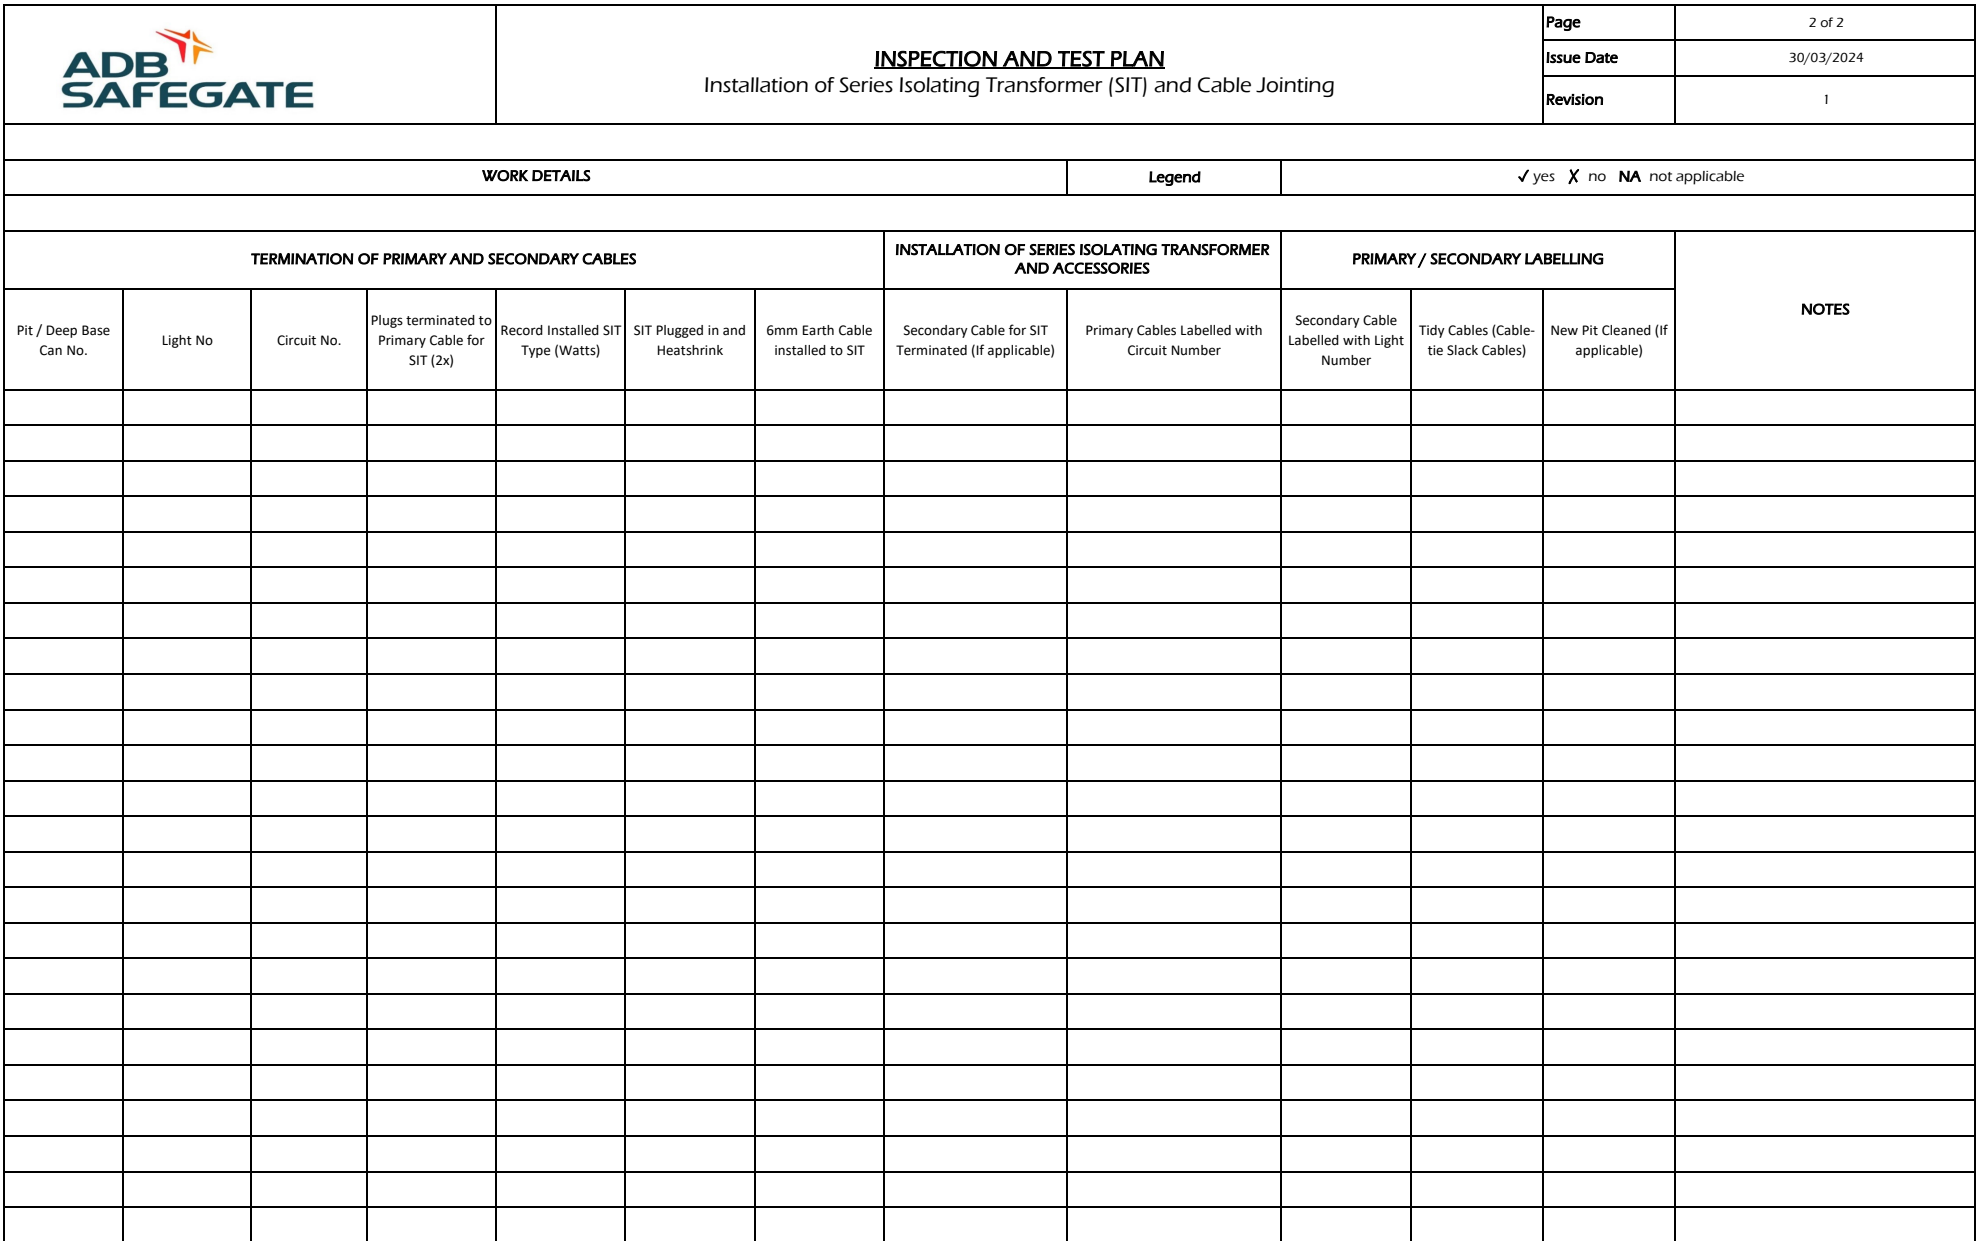 ADB
SAFEGATE
INSPECTION AND TEST PLAN
Installation of Series Isolating Transformer (SIT) and Cable Jointing
Page
2 of 2
Issue Date
30/03/2024
Revision
1
WORK DETAILS
Legend
✓ yes ✗ no NA not applicable
TERMINATION OF PRIMARY AND SECONDARY CABLES
INSTALLATION OF SERIES ISOLATING TRANSFORMER
AND ACCESSORIES
PRIMARY / SECONDARY LABELLING
NOTES
Pit / Deep Base
Can No.
Light No
Circuit No.
Plugs terminated to
Primary Cable for
SIT (2x)
Record Installed SIT
Type (Watts)
SIT Plugged in and
Heatshrink
6mm Earth Cable
installed to SIT
Secondary Cable for SIT
Terminated (If applicable)
Primary Cables Labelled with
Circuit Number
Secondary Cable
Labelled with Light
Number
Tidy Cables (Cable-
tie Slack Cables)
New Pit Cleaned (If
applicable)